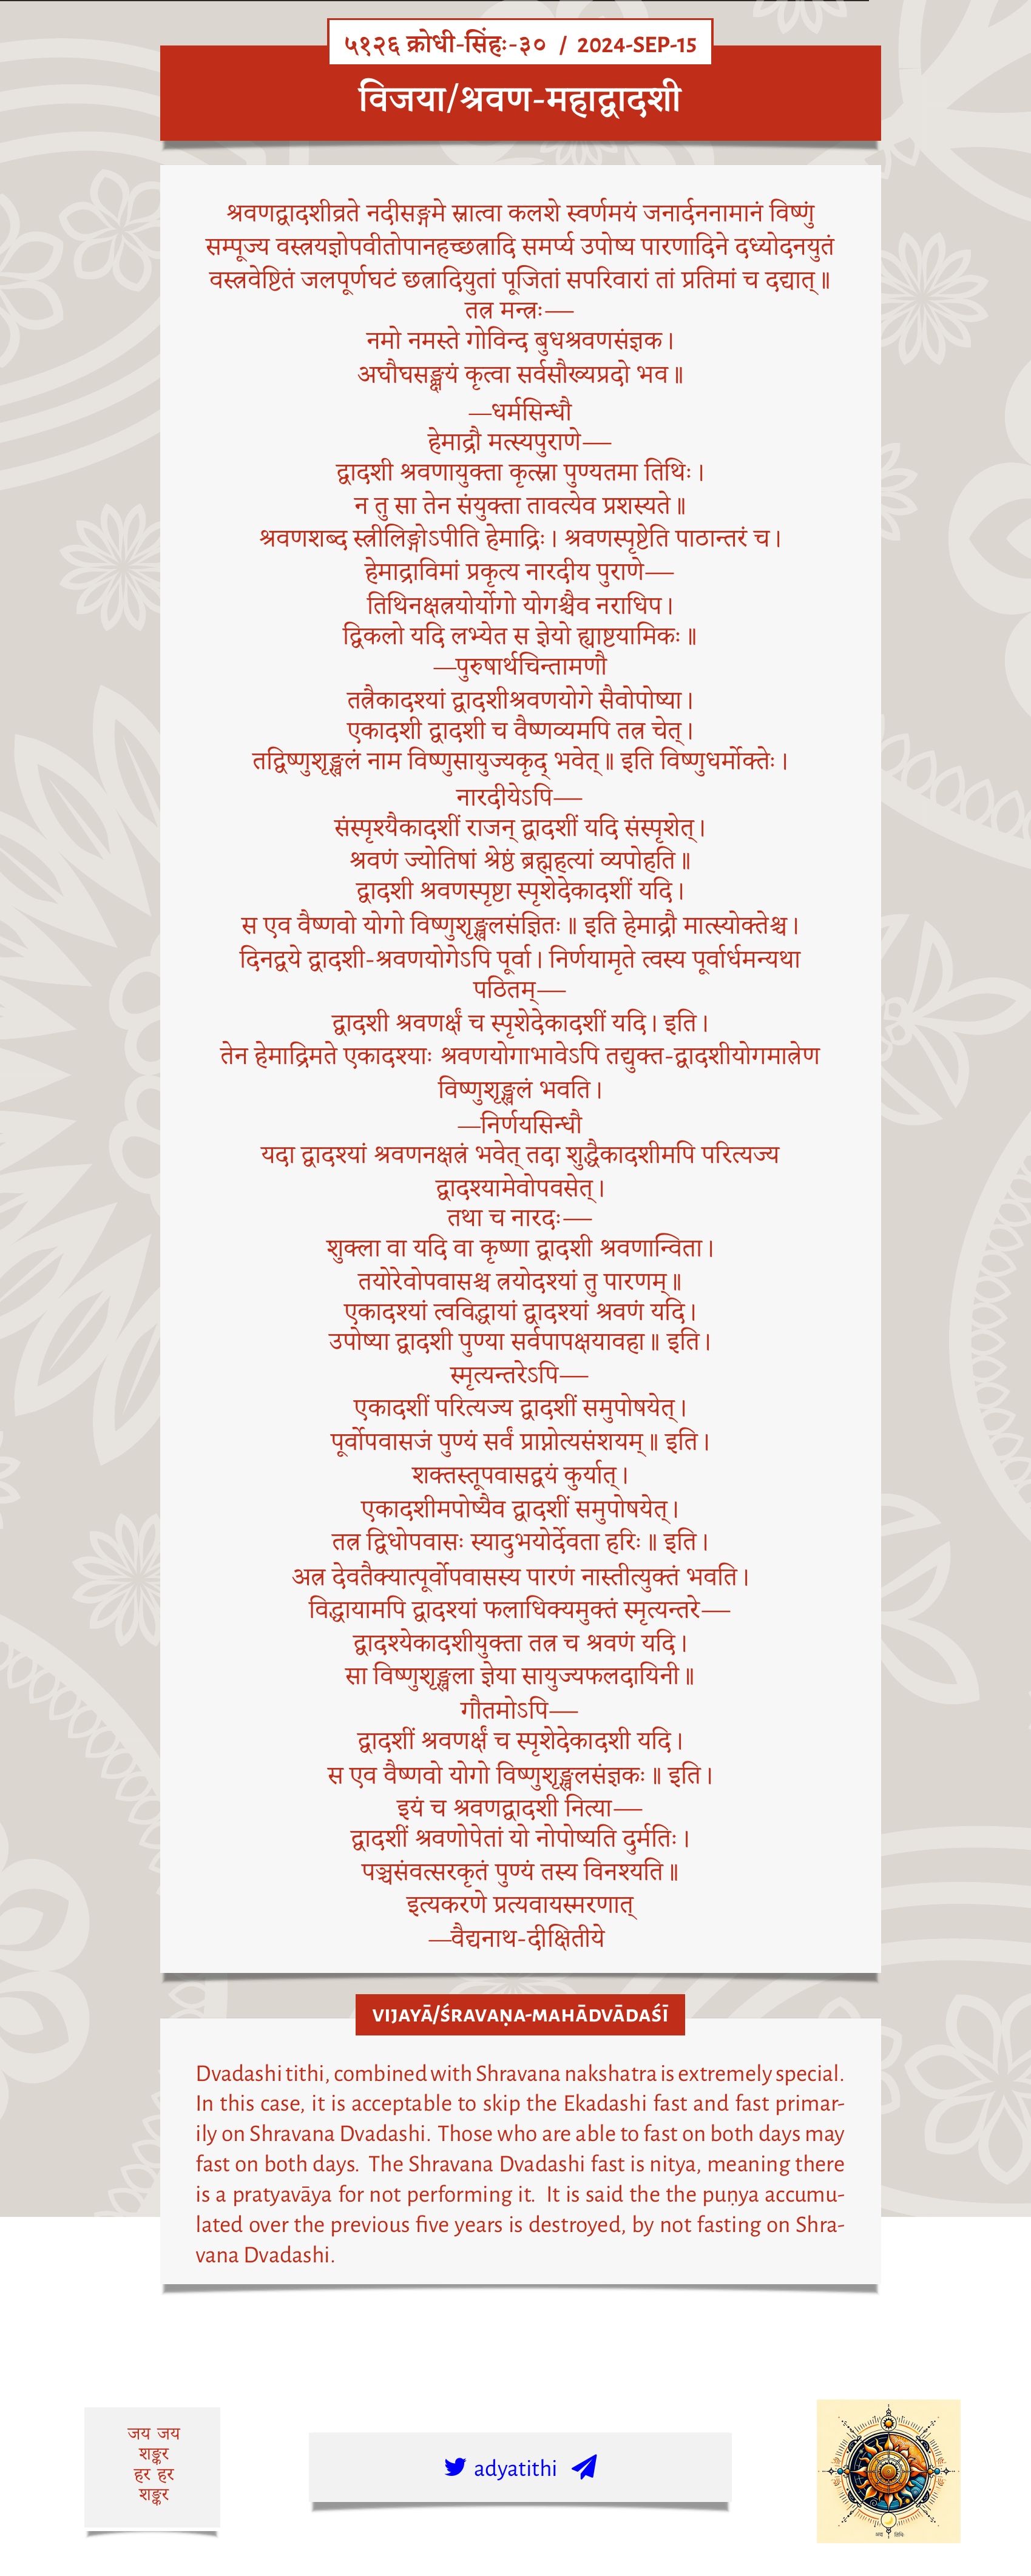 ५१२६ क्रोधी-सिंहः-३० / 2024-SEP-15
विजया/श्रवण-महाद्वादशी
श्रवणद्वादशीव्रते नदीसङ्गमे स्नात्वा कलशे स्वर्णमयं जनार्दननामानं विष्णुं
सम्पूज्य वस्त्रयज्ञोपवीतोपानहच्छत्रादि समर्प्य उपोष्य पारणादिने दध्योदनयुतं
वस्त्रवेष्टितं जलपूर्णघटं छत्रादियुतां पूजितां सपरिवारां तां प्रतिमां च दद्यात्॥
तत्र मन्त्रः—
नमो नमस्ते गोविन्द बुधश्रवणसंज्ञक।
अघौघसङ्क्षयं कृत्वा सर्वसौख्यप्रदो भव॥
—धर्मसिन्धौ
हेमाद्रौ मत्स्यपुराणे—
द्वादशी श्रवणायुक्ता कृत्स्ना पुण्यतमा तिथिः।
न तु सा तेन संयुक्ता तावत्येव प्रशस्यते॥
श्रवणशब्द स्त्रीलिङ्गोऽपीति हेमाद्रिः। श्रवणस्पृष्टेति पाठान्तरं च।
हेमाद्राविमां प्रकृत्य नारदीय पुराणे—
तिथिनक्षत्रयोर्योगो योगश्चैव नराधिप।
द्विकलो यदि लभ्येत स ज्ञेयो ह्याष्टयामिकः॥
—पुरुषार्थचिन्तामणौ
तत्रैकादश्यां द्वादशीश्रवणयोगे सैवोपोष्या।
एकादशी द्वादशी च वैष्णव्यमपि तत्र चेत्।
तद्विष्णुशृङ्खलं नाम विष्णुसायुज्यकृद् भवेत्॥ इति विष्णुधर्मोक्तेः।
नारदीयेऽपि—
संस्पृश्यैकादशीं राजन् द्वादशीं यदि संस्पृशेत्।
श्रवणं ज्योतिषां श्रेष्ठं ब्रह्महत्यां व्यपोहति॥
द्वादशी श्रवणस्पृष्टा स्पृशेदेकादशीं यदि।
स एव वैष्णवो योगो विष्णुशृङ्खलसंज्ञितः॥ इति हेमाद्रौ मात्स्योक्तेश्च।
दिनद्वये द्वादशी-श्रवणयोगेऽपि पूर्वा। निर्णयामृते त्वस्य पूर्वार्धमन्यथा
पठितम्—
द्वादशी श्रवणर्क्षं च स्पृशेदेकादशीं यदि। इति।
तेन हेमाद्रिमते एकादश्याः श्रवणयोगाभावेऽपि तद्युक्त-द्वादशीयोगमात्रेण
विष्णुशृङ्खलं भवति।
—निर्णयसिन्धौ
यदा द्वादश्यां श्रवणनक्षत्रं भवेत् तदा शुद्धैकादशीमपि परित्यज्य
द्वादश्यामेवोपवसेत्।
तथा च नारदः—
शुक्ला वा यदि वा कृष्णा द्वादशी श्रवणान्विता।
तयोरेवोपवासश्च त्रयोदश्यां तु पारणम्॥
एकादश्यां त्वविद्धायां द्वादश्यां श्रवणं यदि।
उपोष्या द्वादशी पुण्या सर्वपापक्षयावहा॥ इति।
स्मृत्यन्तरेऽपि—
एकादशीं परित्यज्य द्वादशीं समुपोषयेत्।
पूर्वोपवासजं पुण्यं सर्वं प्राप्नोत्यसंशयम्॥ इति।
शक्तस्तूपवासद्वयं कुर्यात्।
एकादशीमपोष्यैव द्वादशीं समुपोषयेत्।
तत्र द्विधोपवासः स्यादुभयोर्देवता हरिः॥ इति।
अत्र देवतैक्यात्पूर्वोपवासस्य पारणं नास्तीत्युक्तं भवति।
विद्धायामपि द्वादश्यां फलाधिक्यमुक्तं स्मृत्यन्तरे—
द्वादश्येकादशीयुक्ता तत्र च श्रवणं यदि।
सा विष्णुशृङ्खला ज्ञेया सायुज्यफलदायिनी॥
गौतमोऽपि—
द्वादशीं श्रवणर्क्षं च स्पृशेदेकादशी यदि।
स एव वैष्णवो योगो विष्णुशृङ्खलसंज्ञकः॥ इति।
इयं च श्रवणद्वादशी नित्या—
द्वादशीं श्रवणोपेतां यो नोपोष्यति दुर्मतिः।
पञ्चसंवत्सरकृतं पुण्यं तस्य विनश्यति॥
इत्यकरणे प्रत्यवायस्मरणात्
—वैद्यनाथ-दीक्षितीये
VIJAYĀ/ŚRAVAṆA-MAHĀDVĀDAŚĪ
Dvadashi tithi, combined with Shravana nakshatra is extremely special.
In this case, it is acceptable to skip the Ekadashi fast and fast primar-
ily on Shravana Dvadashi. Those who are able to fast on both days may
fast on both days. The Shravana Dvadashi fast is nitya, meaning there
is a pratyavāya for not performing it. It is said the the puṇya accumu-
lated over the previous five years is destroyed, by not fasting on Shra-
vana Dvadashi.
जय जय
शङ्कर
हर हर
शङ्कर
adyatithi